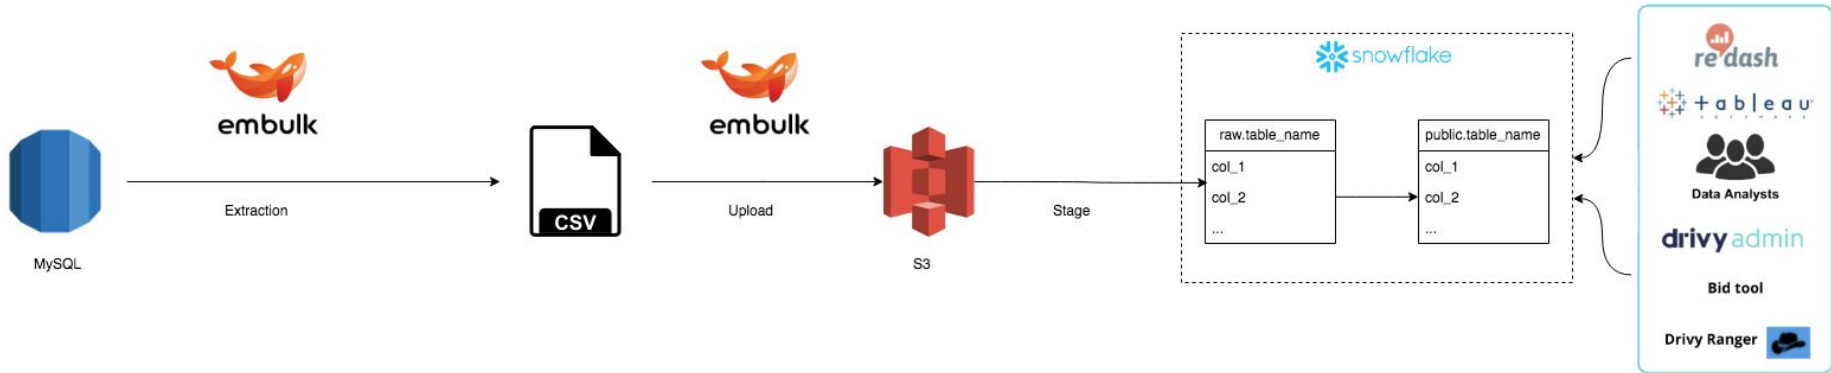 embulk
embulk
MySQL
Extraction
CSV
Upload
S3
Stage
snowflake
raw.table_name
col_1
col_2
...
public.table_name
col_1
col_2
...
re dash
+ a b l e a u
S O F T W A R E
Data Analysts
drivy admin
Bid tool
Drivy Ranger